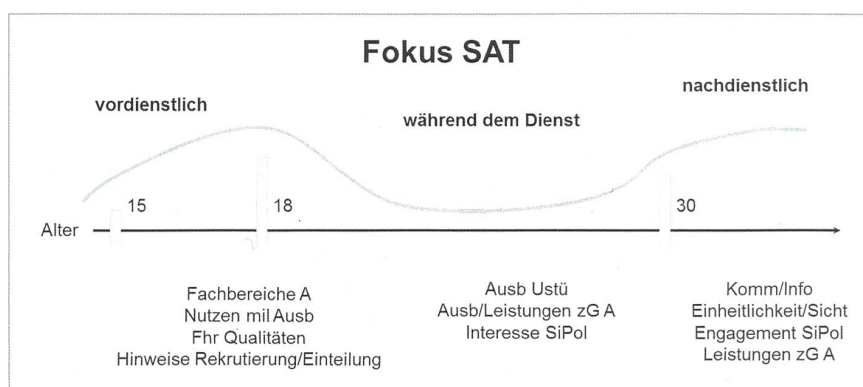 Fokus SAT
vordienstlich
während dem Dienst
nachdienstlich
15
18
30
Alter
Fachbereiche A
Nutzen mil Ausb
Fhr Qualitäten
Hinweise Rekrutierung/Einteilung
Ausb Ustü
Ausb/Leistungen zG A
Interesse SiPol
Komm/Info
Einheitlichkeit/Sicht
Engagement SiPol
Leistungen zG A